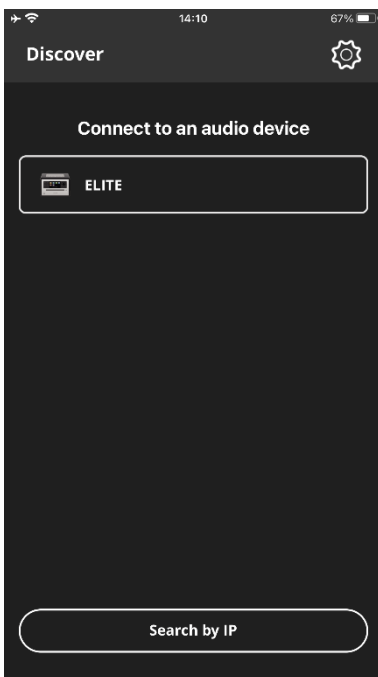 14:10
67%
Discover
Connect to an audio device
ELITE
Search by IP